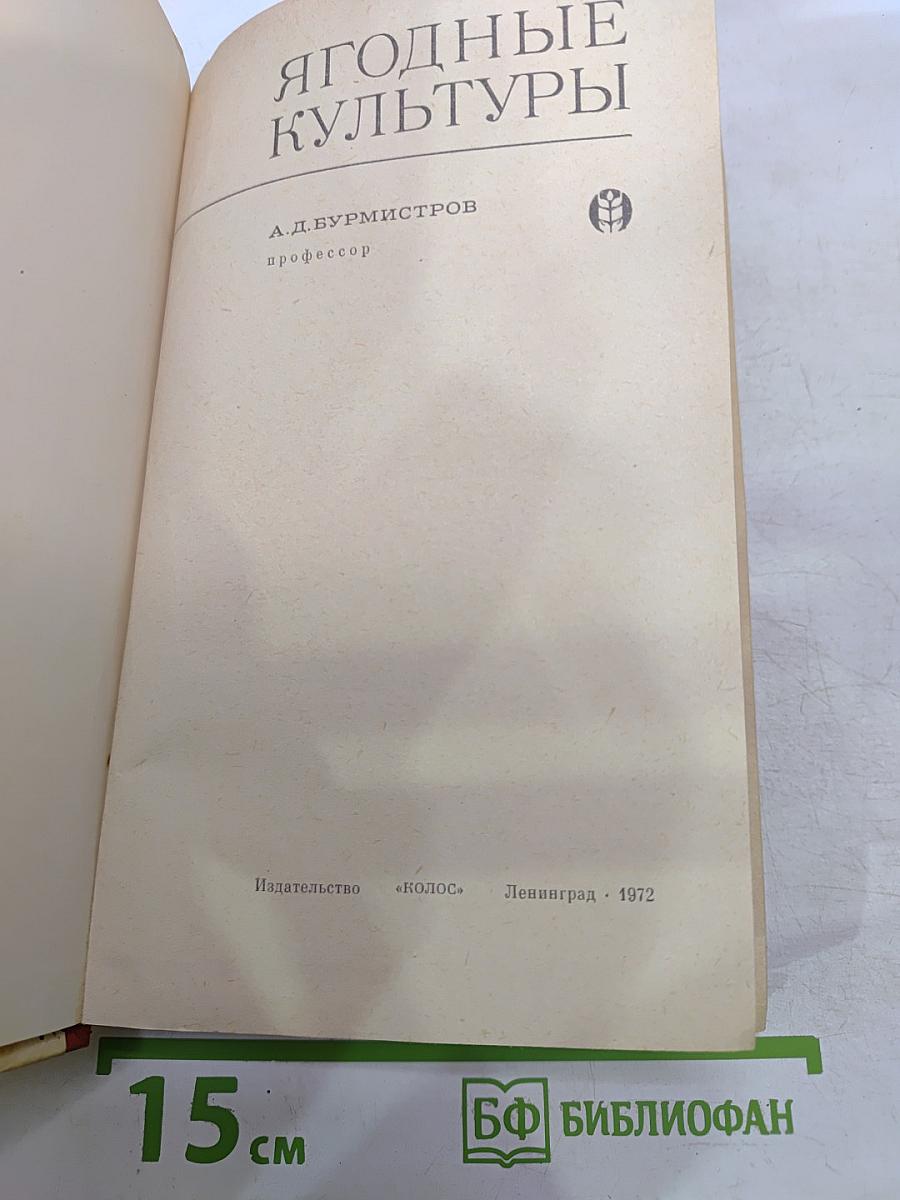 ЯГОДНЫЕ
КУЛЬТУРЫ
А.Д.БУРМИСТРОВ
профессор
Издательство «КОЛОС» Ленинград · 1972
15 см
БФ БИБЛИОФАН